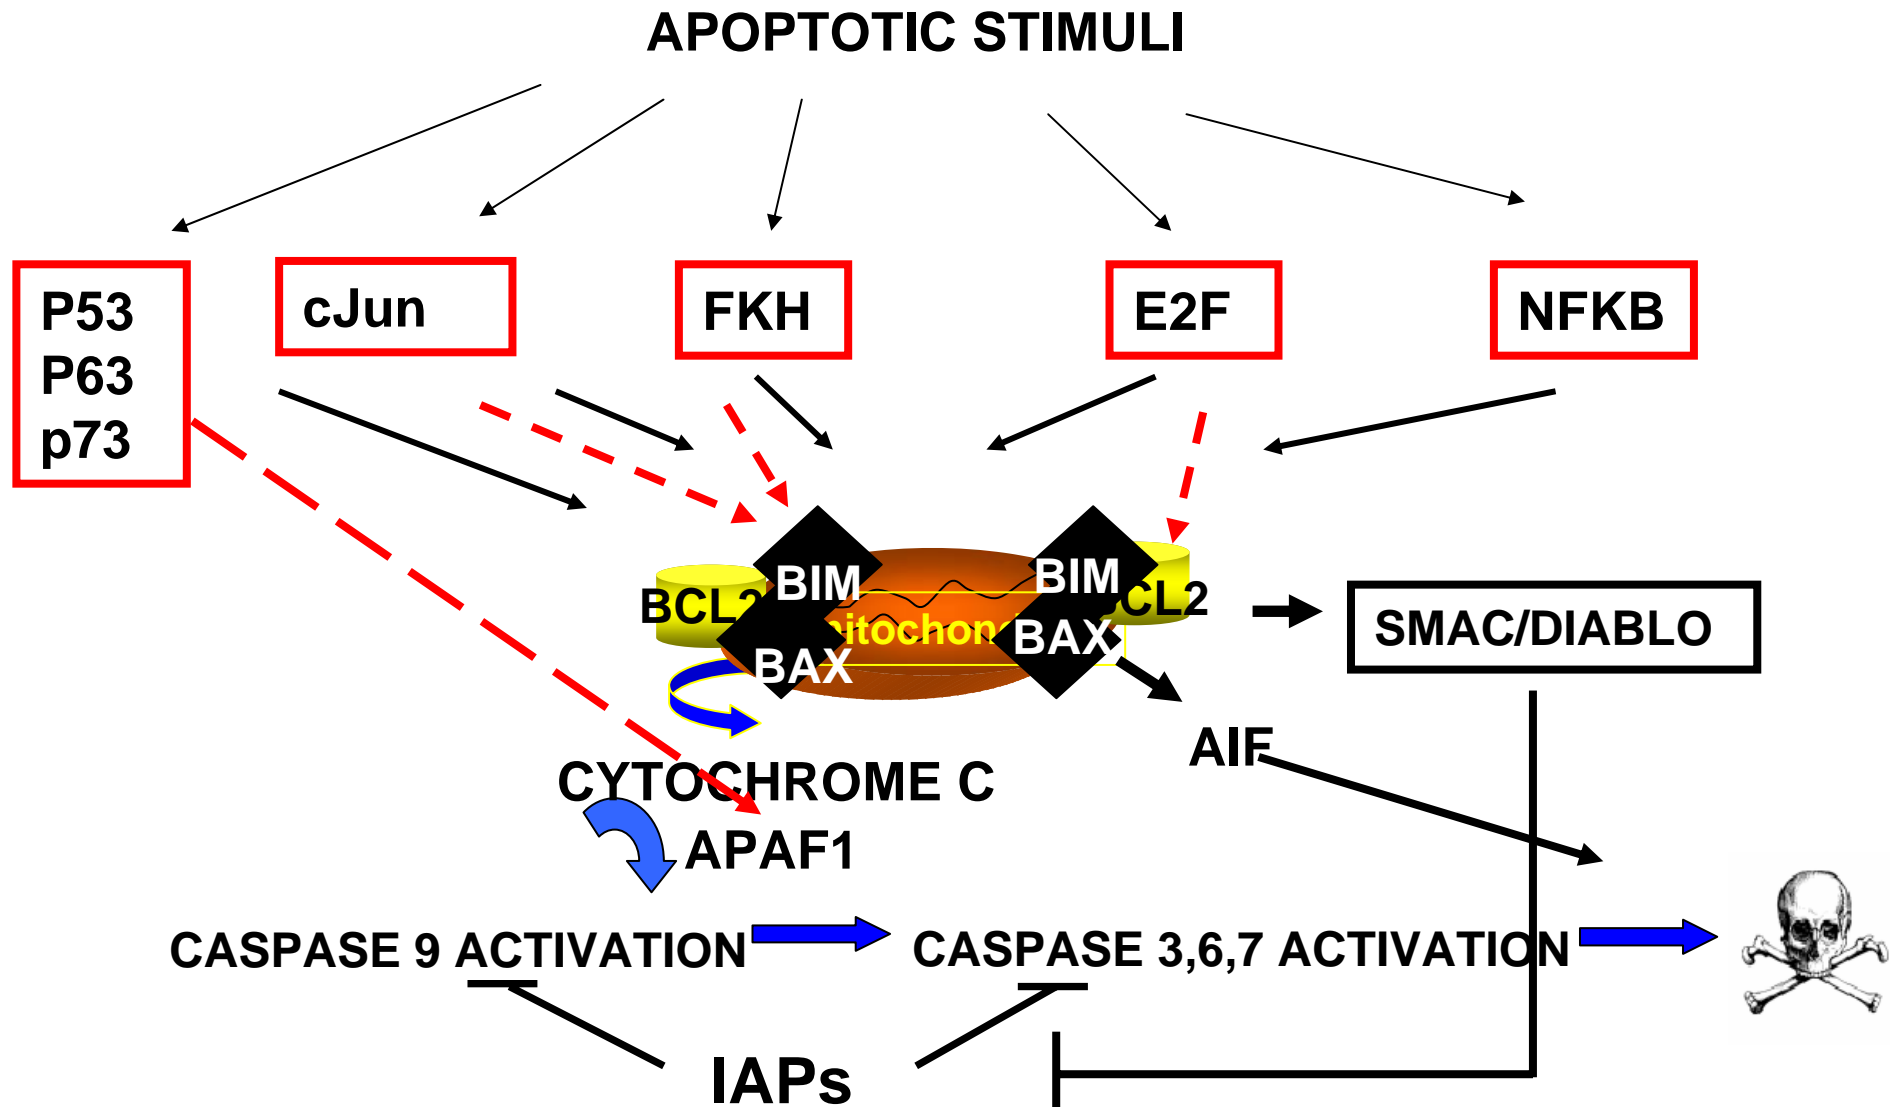 APOPTOTIC STIMULI
P53
P63
p73
cJun
FKH
E2F
NFKB
BCL2
BIM
BAX
BIM
BAX
SMAC/DIABLO
AIF
CYTOCHROME C
APAF1
CASPASE 9 ACTIVATION
CASPASE 3,6,7 ACTIVATION
IAPs